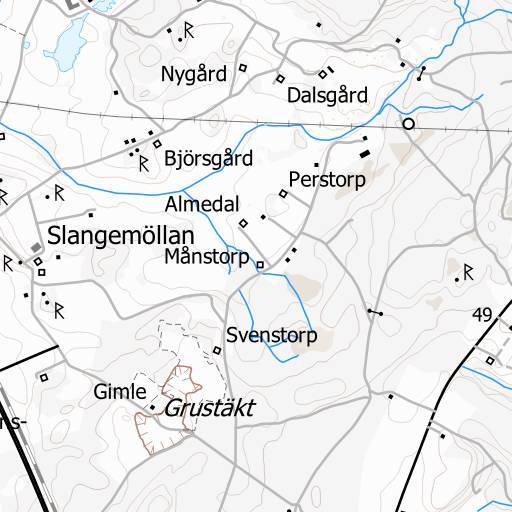 Nygård
Dalsgård
Björsgård
Perstorp
Almedal
Slangemöllan
Månstorp
49
Svenstorp
Gimle
Grustäkt
s-